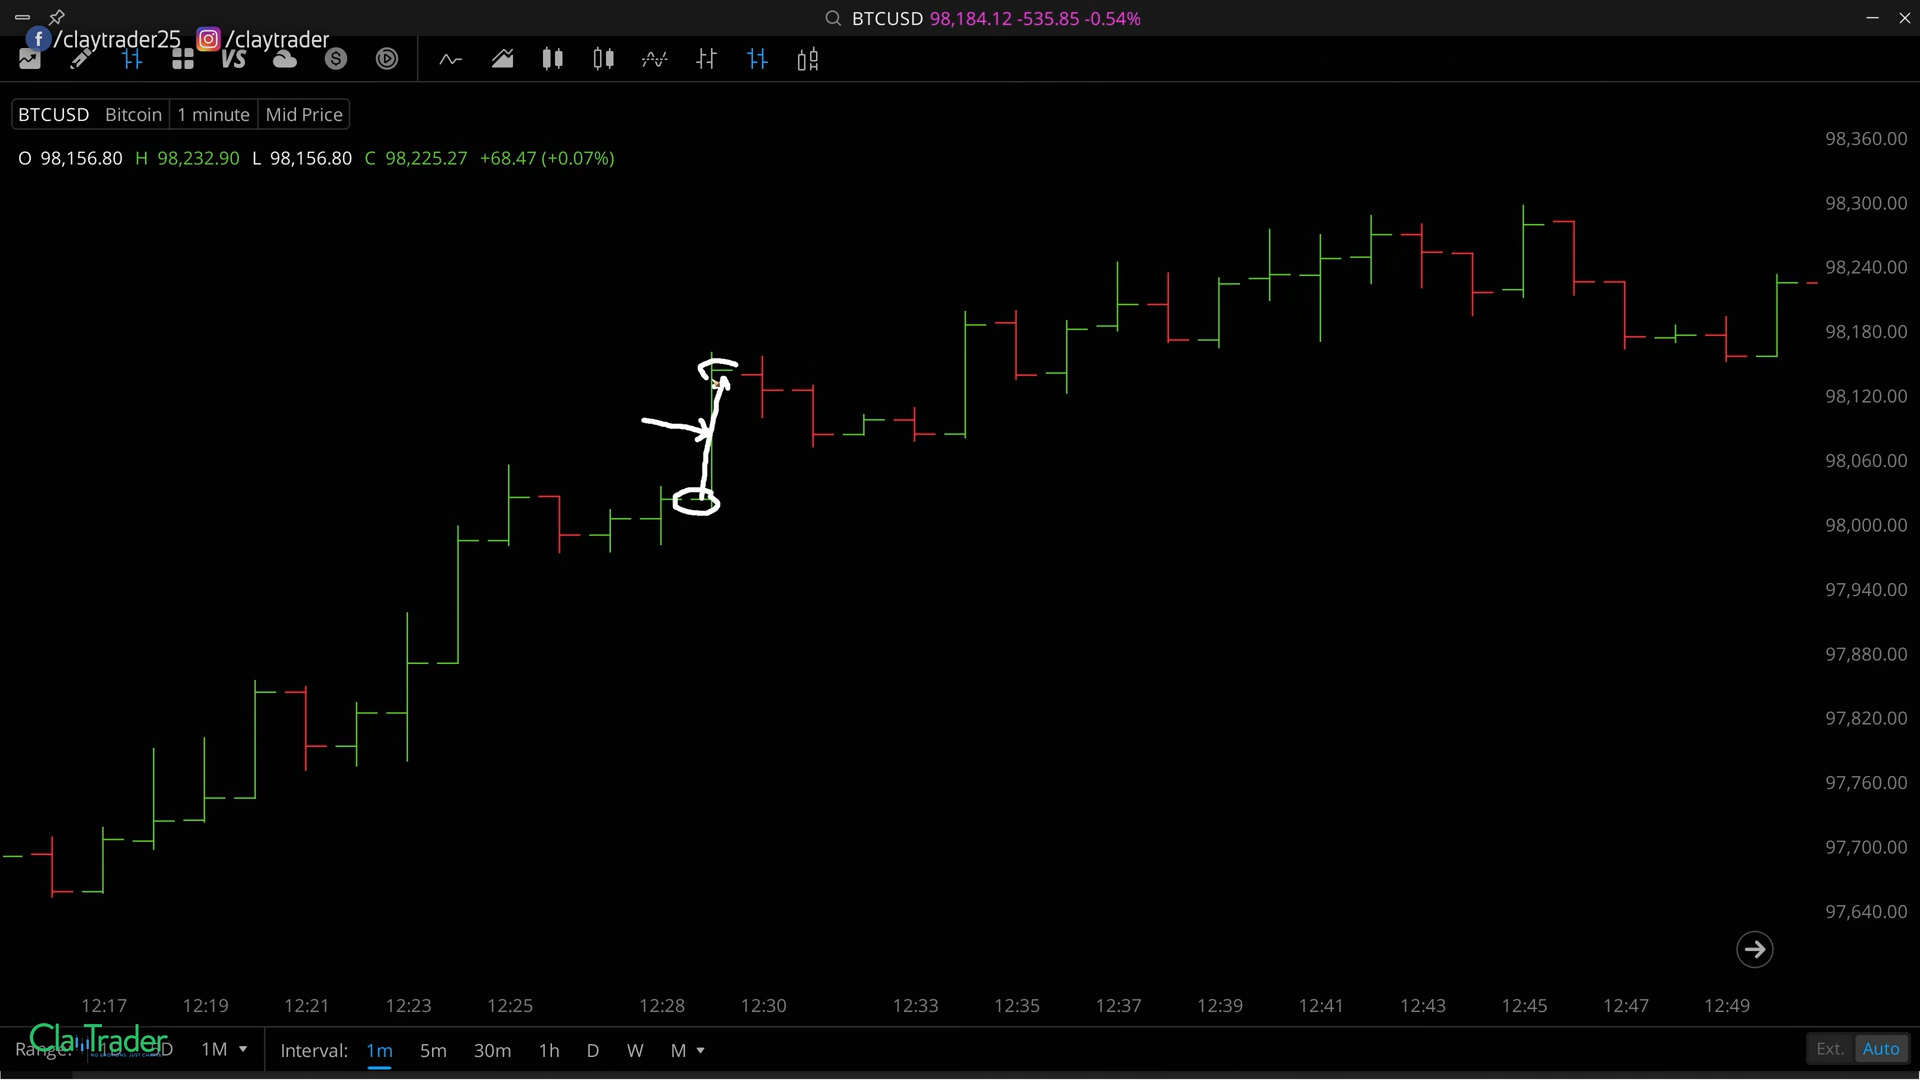 BTCUSD 98,184.12 -535.85 -0.54%
/claytrader25 /claytrader
VS
BTCUSD Bitcoin 1 minute Mid Price
O 98,156.80 H 98,232.90 L 98,156.80 C 98,225.27 +68.47 (+0.07%)
98,360.00
98,300.00
98,240.00
98,180.00
98,120.00
98,060.00
98,000.00
97,940.00
97,880.00
97,820.00
97,760.00
97,700.00
97,640.00
12:17 12:19 12:21 12:23 12:25 12:28 12:30 12:33 12:35 12:37 12:39 12:41 12:43 12:45 12:47 12:49
ClayTrader
Range: 1M Interval: 1m 5m 30m 1h D W M Ext. Auto